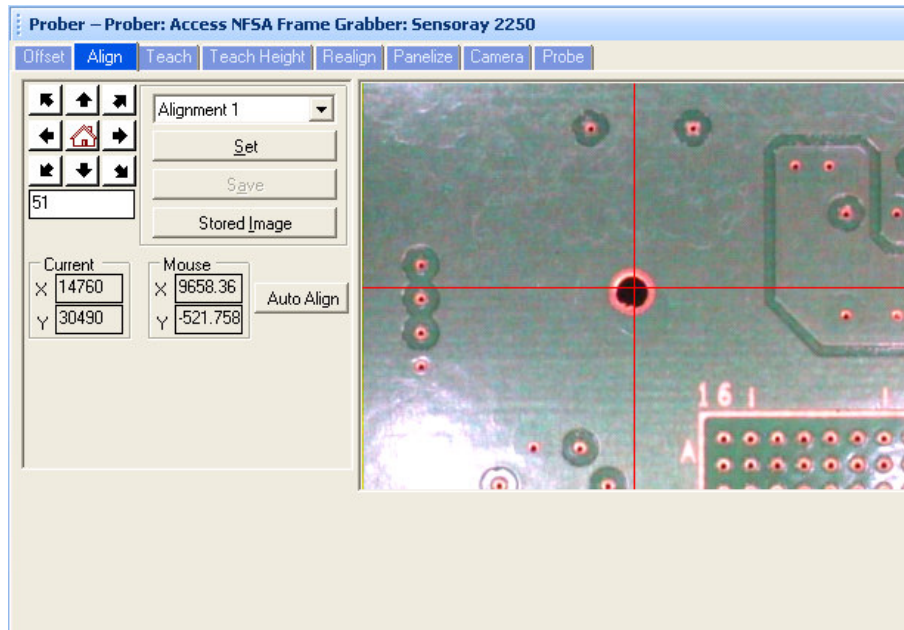 Prober – Prober: Access NFSA Frame Grabber: Sensoray 2250
Offset Align Teach Teach Height Realign Panelize Camera Probe
Alignment 1
Set
Save
51
Stored Image
Current Mouse
X 14760 X 9658.36
Auto Align
Y 30490 Y -521.758
16
A